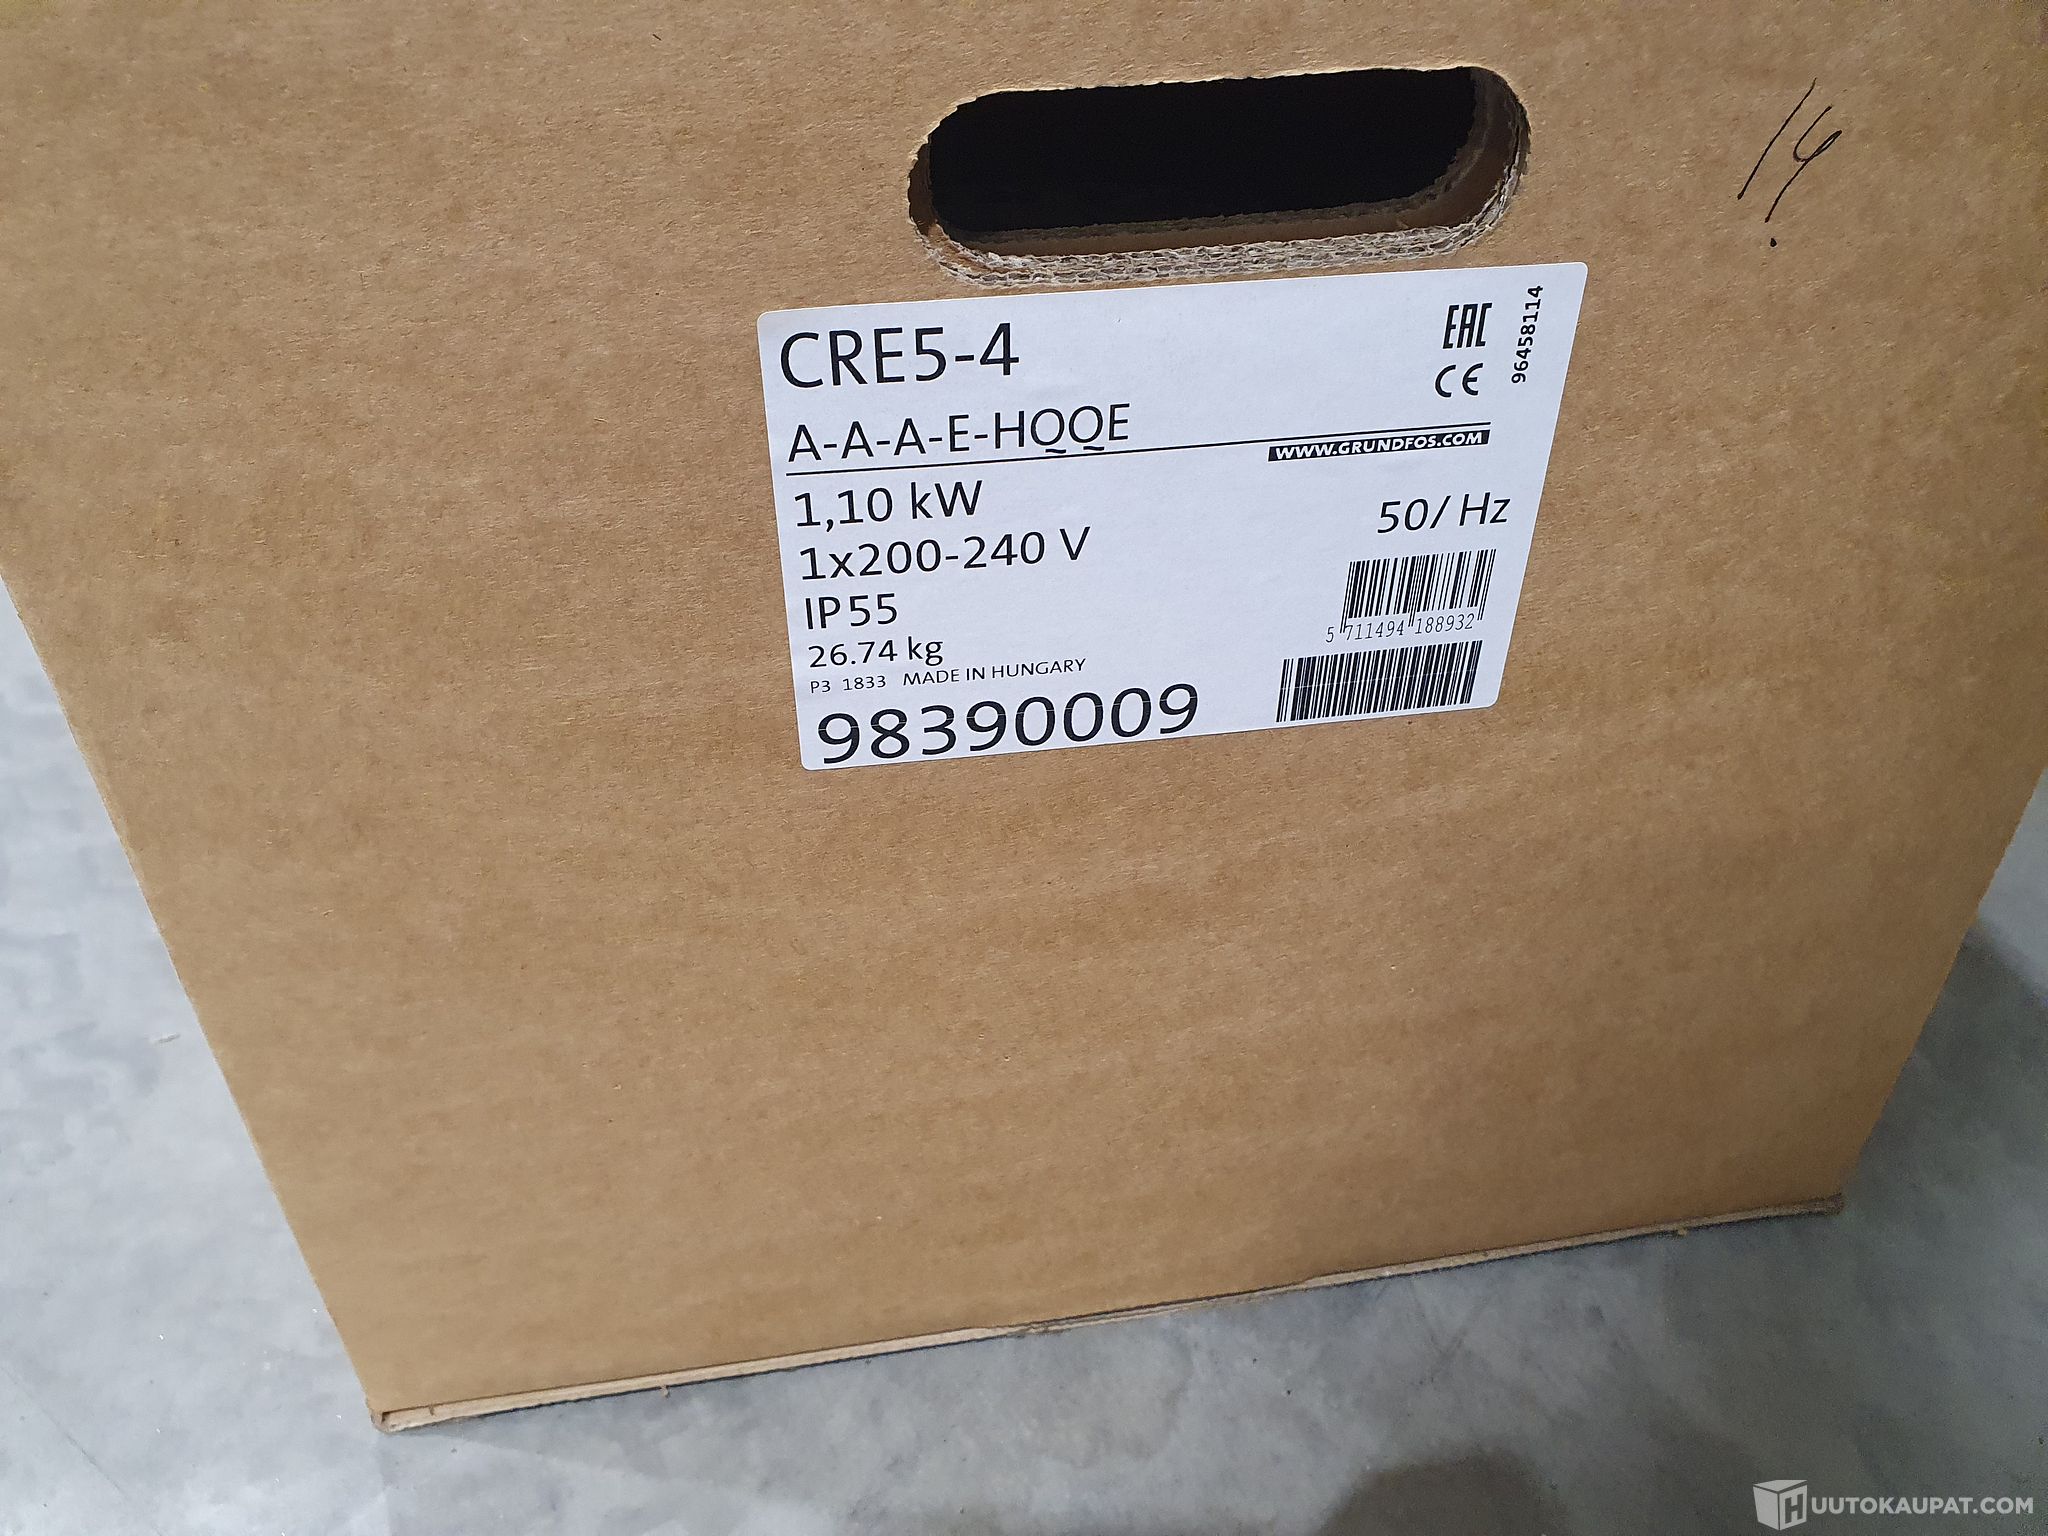 14
CRE5-4
EAC
96458114
CE
A-A-A-E-HQQE
WWW.GRUNDFOS.COM
1,10 kW
50/ Hz
1x200-240 V
IP55
5 711494 188932
26.74 kg
P3 1833 MADE IN HUNGARY
98390009
HUUTOKAUPAT.COM